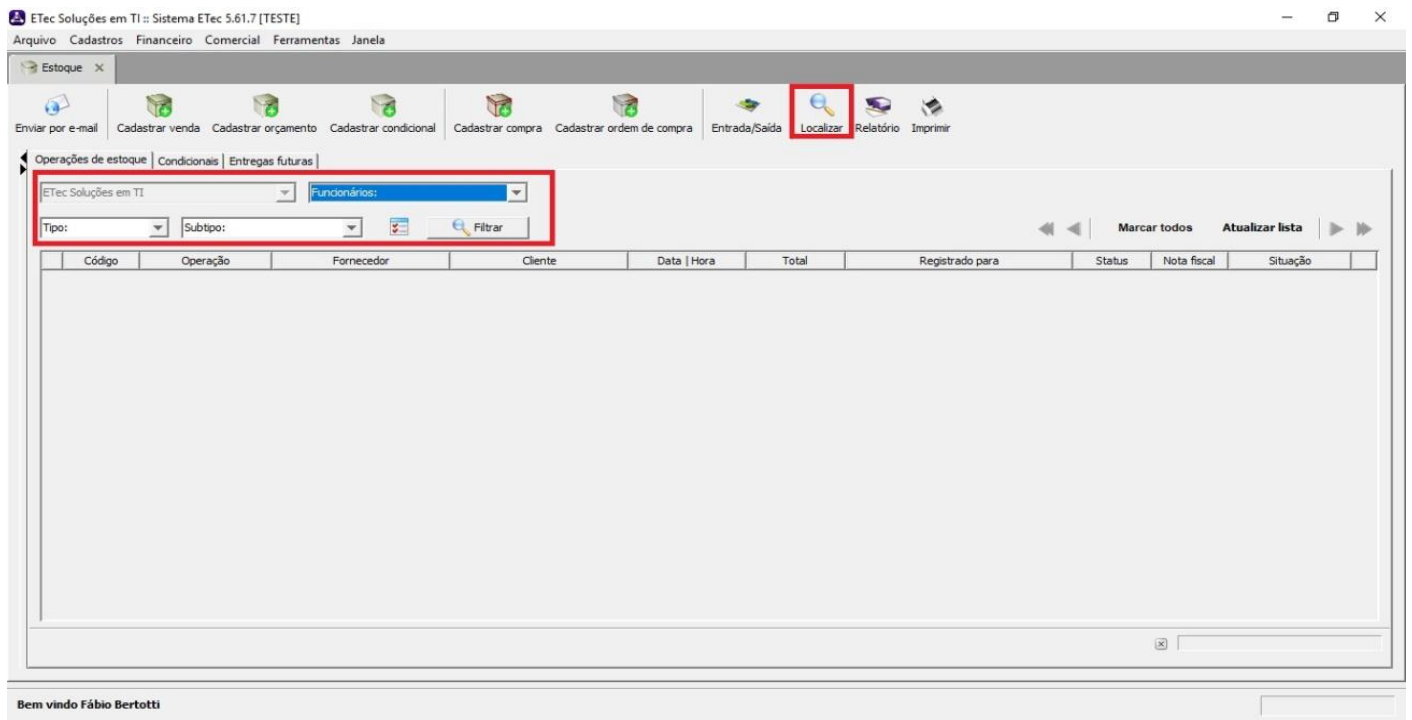 ETec Soluções em TI :: Sistema ETec 5.61.7 [TESTE]
Arquivo Cadastros Financeiro Comercial Ferramentas Janela
Estoque
Enviar por e-mail Cadastrar venda Cadastrar orçamento Cadastrar condicional Cadastrar compra Cadastrar ordem de compra Entrada/Saída Localizar Relatório Imprimir
Operações de estoque Condicionais Entregas futuras
ETec Soluções em TI Funcionários:
Tipo: Subtipo: Filtrar Marcar todos Atualizar lista
Código Operação Fornecedor Cliente Data | Hora Total Registrado para Status Nota fiscal Situação
Bem vindo Fábio Bertotti